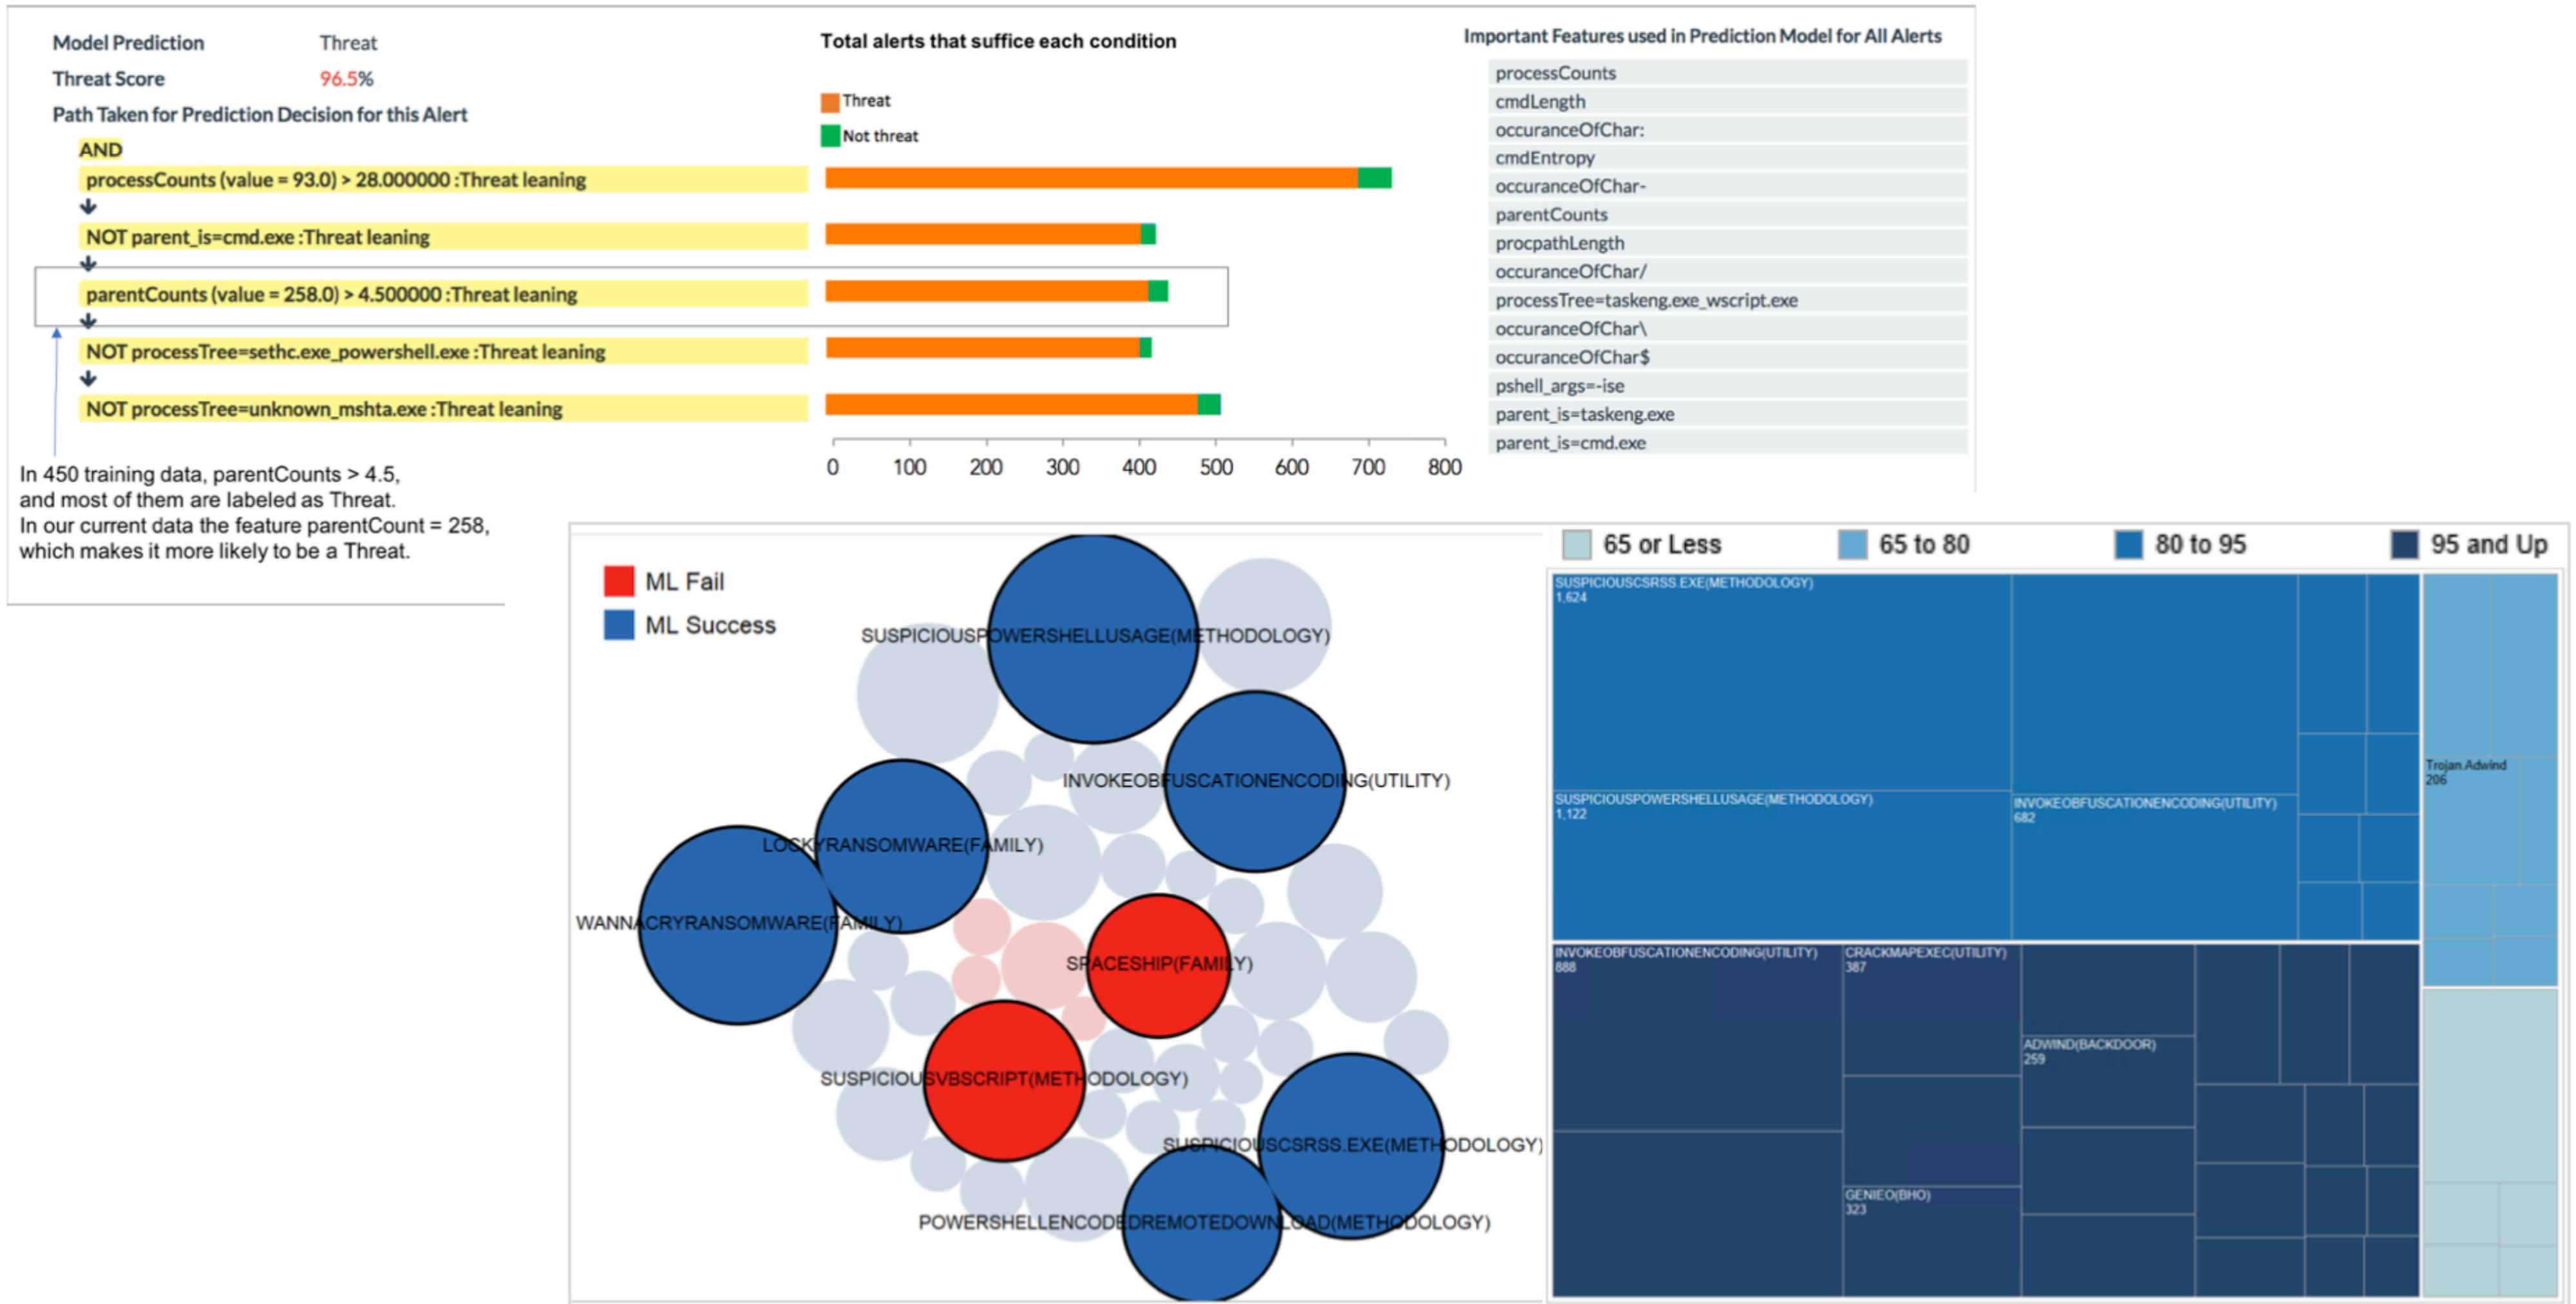 Model Prediction Threat
Threat Score 96.5%
Path Taken for Prediction Decision for this Alert
AND
processCounts (value = 93.0) > 28.000000 :Threat leaning
NOT parent_is=cmd.exe :Threat leaning
parentCounts (value = 258.0) > 4.500000 :Threat leaning
NOT processTree=sethc.exe_powershell.exe :Threat leaning
NOT processTree=unknown_mshta.exe :Threat leaning
In 450 training data, parentCounts > 4.5,
and most of them are labeled as Threat.
In our current data the feature parentCount = 258,
which makes it more likely to be a Threat.
Total alerts that suffice each condition
Threat
Not threat
0 100 200 300 400 500 600 700 800
Important Features used in Prediction Model for All Alerts
processCounts
cmdLength
occuranceOfChar:
cmdEntropy
occuranceOfChar-
parentCounts
procpathLength
occuranceOfChar/
processTree=taskeng.exe_wscript.exe
occuranceOfChar\
occuranceOfChar$
pshell_args=-ise
parent_is=taskeng.exe
parent_is=cmd.exe
ML Fail
ML Success
SUSPICIOUSPOWERSHELLUSAGE(METHODOLOGY)
INVOKEOBFUSCATIONENCODING(UTILITY)
LOCKYRANSOMWARE(FAMILY)
WANNACRYRANSOMWARE(FAMILY)
SPACESHIP(FAMILY)
SUSPICIOUSVBSCRIPT(METHODOLOGY)
SUSPICIOUSCSRSS.EXE(METHODOLOGY)
POWERSHELLENCODEDREMOTEDOWNLOAD(METHODOLOGY)
65 or Less 65 to 80 80 to 95 95 and Up
SUSPICIOUSCSRSS.EXE(METHODOLOGY)
1,624
SUSPICIOUSPOWERSHELLUSAGE(METHODOLOGY)
1,122
INVOKEOBFUSCATIONENCODING(UTILITY)
682
Trojan.Adwind
206
INVOKEOBFUSCATIONENCODING(UTILITY)
888
CRACKMAPEXEC(UTILITY)
387
ADWIND(BACKDOOR)
259
GENIEO(BHO)
323